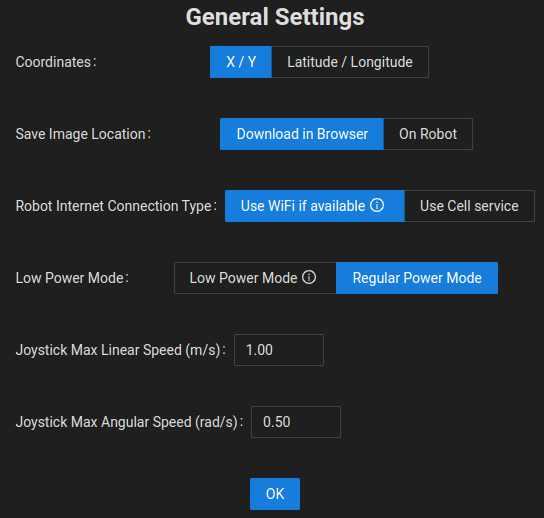 General Settings
Coordinates: X / Y Latitude / Longitude
Save Image Location: Download in Browser On Robot
Robot Internet Connection Type: Use WiFi if available Use Cell service
Low Power Mode: Low Power Mode Regular Power Mode
Joystick Max Linear Speed (m/s): 1.00
Joystick Max Angular Speed (rad/s): 0.50
OK